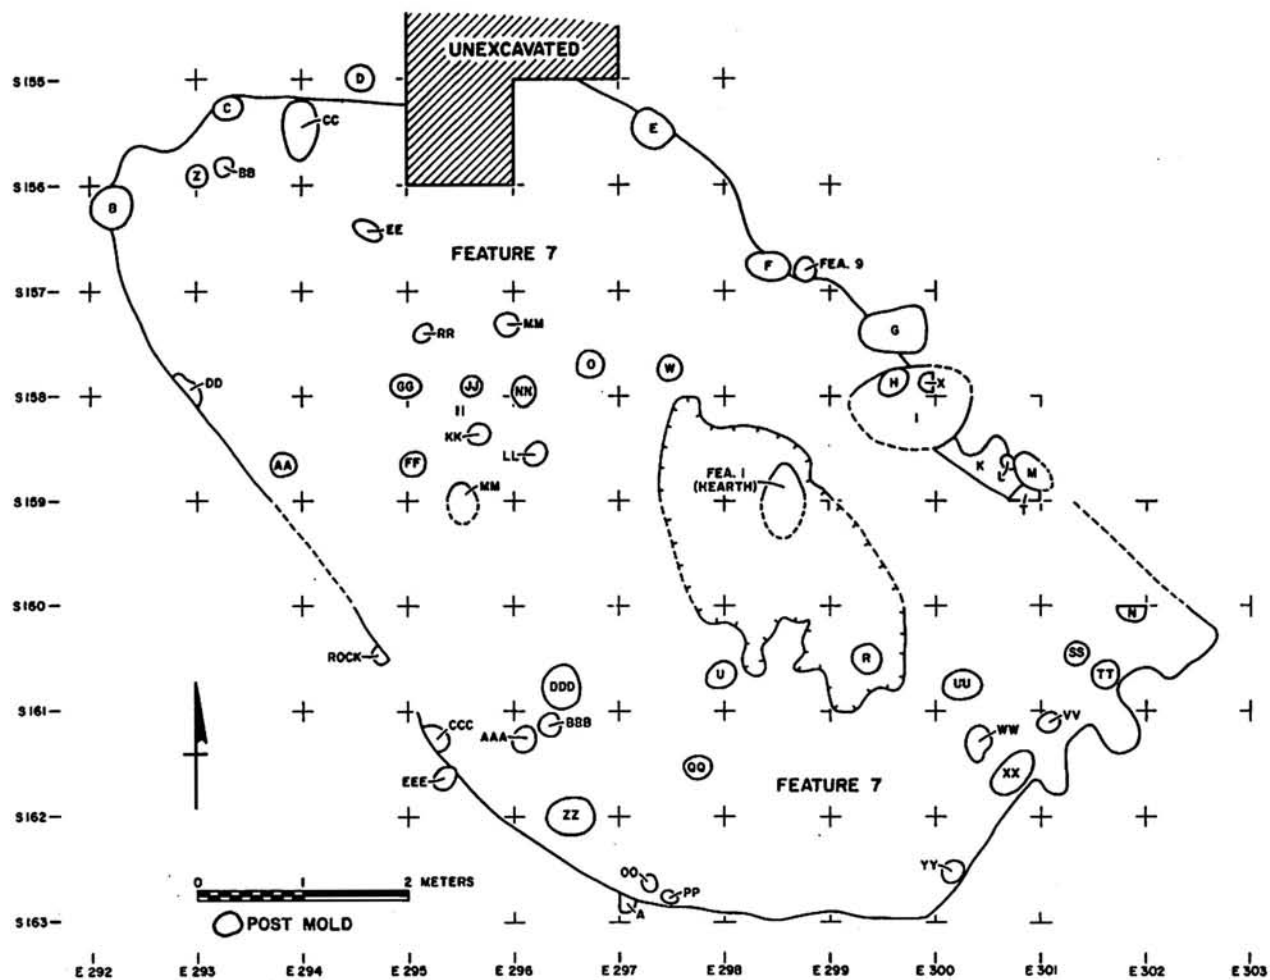 UNEXCAVATED
S155
D
C
E
CC
Z
BB
S156
B
EE
FEATURE 7
F
FEA. 9
S157
RR
MM
G
O
W
DD
GG
JJ
NN
H
X
S158
II
I
KK
LL
K
L
M
AA
FF
FEA. I
(HEARTH)
MM
S159
T
S160
N
ROCK
SS
R
U
TT
DDD
UU
S161
CCC
BBB
AAA
VV
WW
QQ
XX
EEE
FEATURE 7
S162
ZZ
YY
OO
PP
0 1 2 METERS
A
S163
POST MOLD
E 292 E 293 E 294 E 295 E 296 E 297 E 298 E 299 E 300 E 301 E 302 E 303